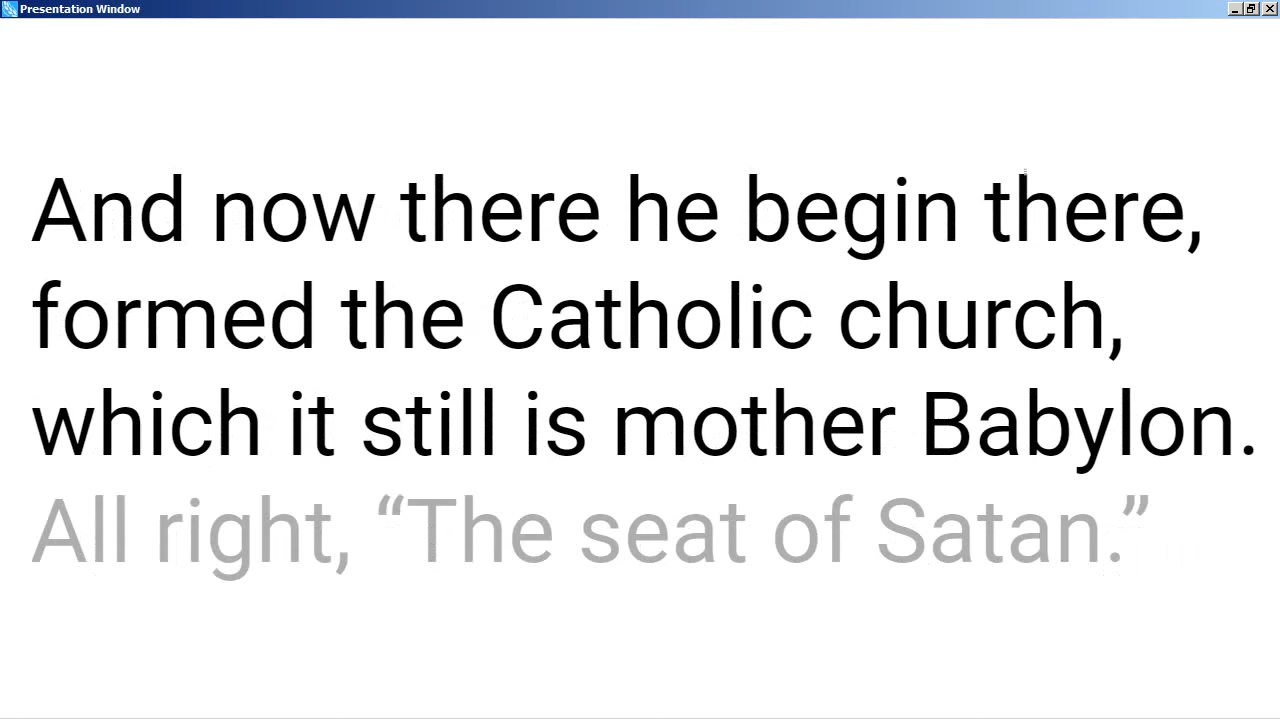 Presentation Window
And now there he begin there,
formed the Catholic church,
which it still is mother Babylon.
All right, “The seat of Satan.”